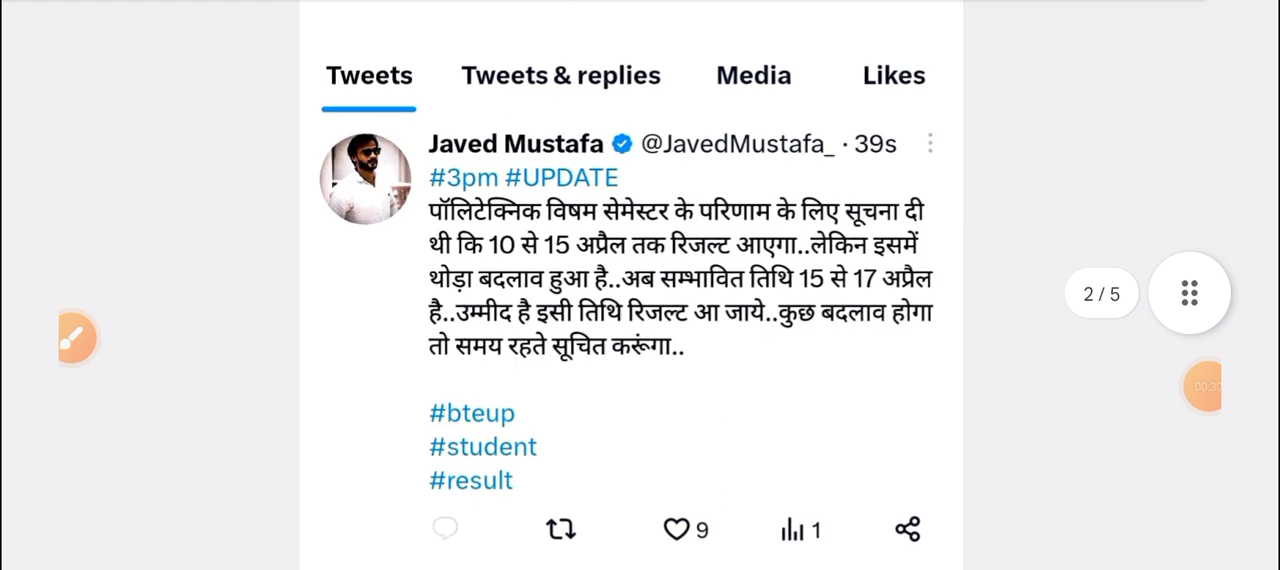 Tweets Tweets & replies Media Likes
Javed Mustafa @JavedMustafa_ · 39s
#3pm #UPDATE
पॉलिटेक्निक विषम सेमेस्टर के परिणाम के लिए सूचना दी
थी कि 10 से 15 अप्रैल तक रिजल्ट आएगा..लेकिन इसमें
थोड़ा बदलाव हुआ है..अब सम्भावित तिथि 15 से 17 अप्रैल
है..उम्मीद है इसी तिथि रिजल्ट आ जाये..कुछ बदलाव होगा
तो समय रहते सूचित करूंगा..
#bteup
#student
#result
9 1
2 / 5
00:30